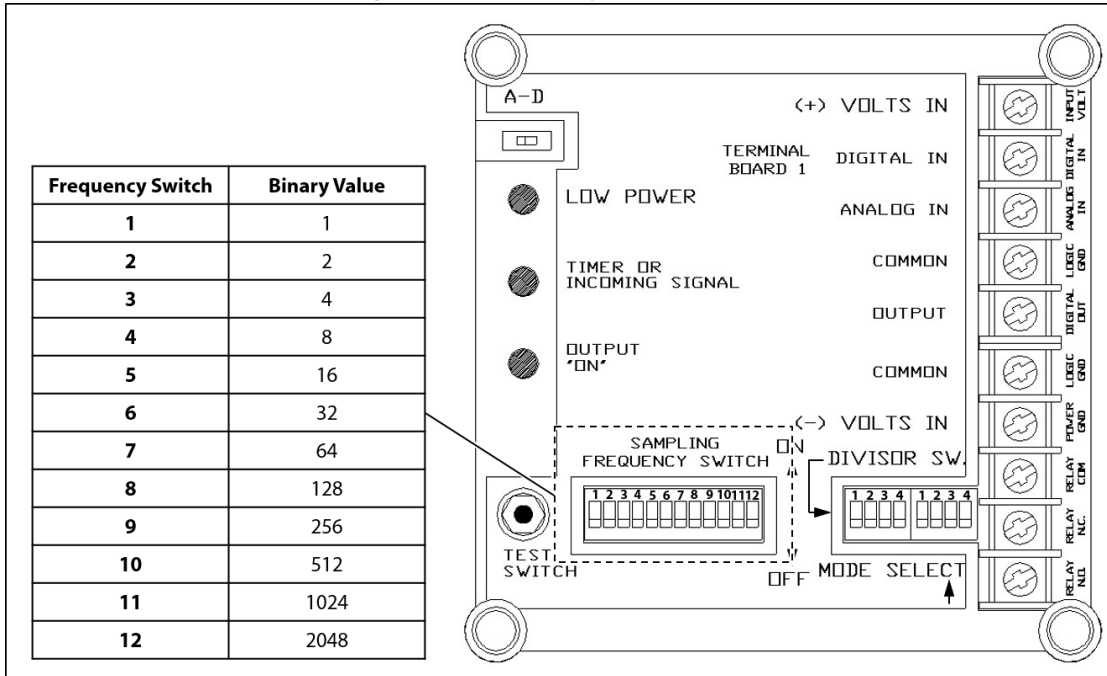 Frequency Switch Binary Value
1 1
2 2
3 4
4 8
5 16
6 32
7 64
8 128
9 256
10 512
11 1024
12 2048
A-D
LOW POWER
TIMER OR
INCOMING SIGNAL
OUTPUT
"ON"
TEST
SWITCH
SAMPLING
FREQUENCY SWITCH
ON
OFF
1 2 3 4 5 6 7 8 9 10 11 12
(+) VOLTS IN
TERMINAL
BOARD 1
DIGITAL IN
ANALOG IN
COMMON
OUTPUT
COMMON
(-) VOLTS IN
DIVISOR SW.
1 2 3 4 1 2 3 4
MODE SELECT
INPUT
VOLT
DIGITAL
IN
ANALOG
IN
LOGIC
GND
DIGITAL
OUT
LOGIC
GND
POWER
GND
RELAY
COM
RELAY
N.C.
RELAY
N.O.